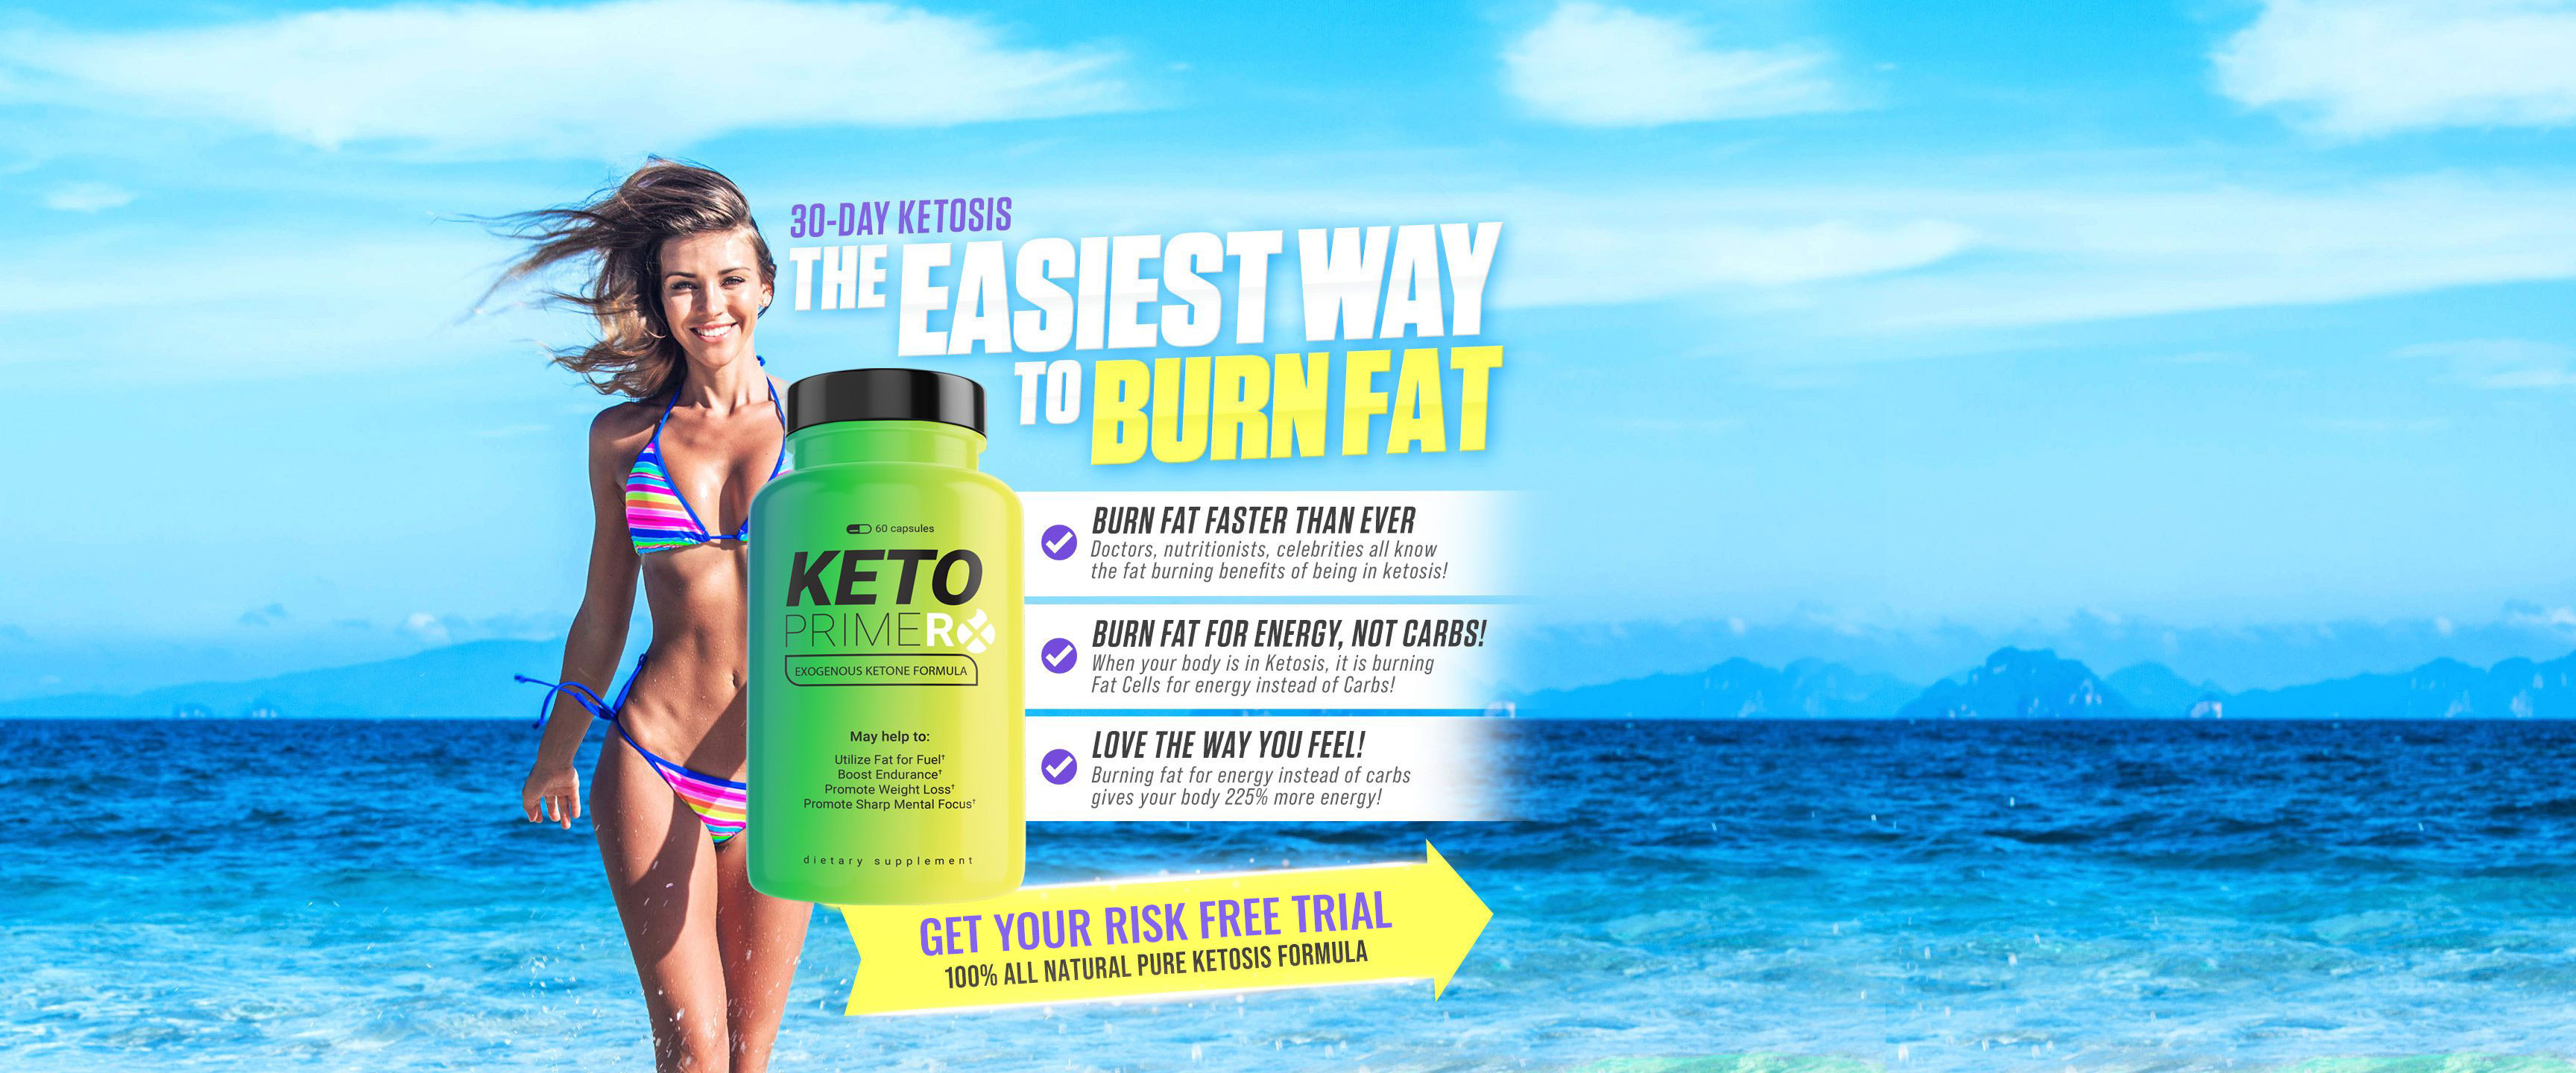 30-DAY KETOSIS
THE EASIEST WAY
TO BURN FAT
60 capsules
KETO
PRIMERX
EXOGENOUS KETONE FORMULA
May help to:
Utilize Fat for Fuel†
Boost Endurance†
Promote Weight Loss†
Promote Sharp Mental Focus†
dietary supplement
BURN FAT FASTER THAN EVER
Doctors, nutritionists, celebrities all know
the fat burning benefits of being in ketosis!
BURN FAT FOR ENERGY, NOT CARBS!
When your body is in Ketosis, it is burning
Fat Cells for energy instead of Carbs!
LOVE THE WAY YOU FEEL!
Burning fat for energy instead of carbs
gives your body 225% more energy!
GET YOUR RISK FREE TRIAL
100% ALL NATURAL PURE KETOSIS FORMULA